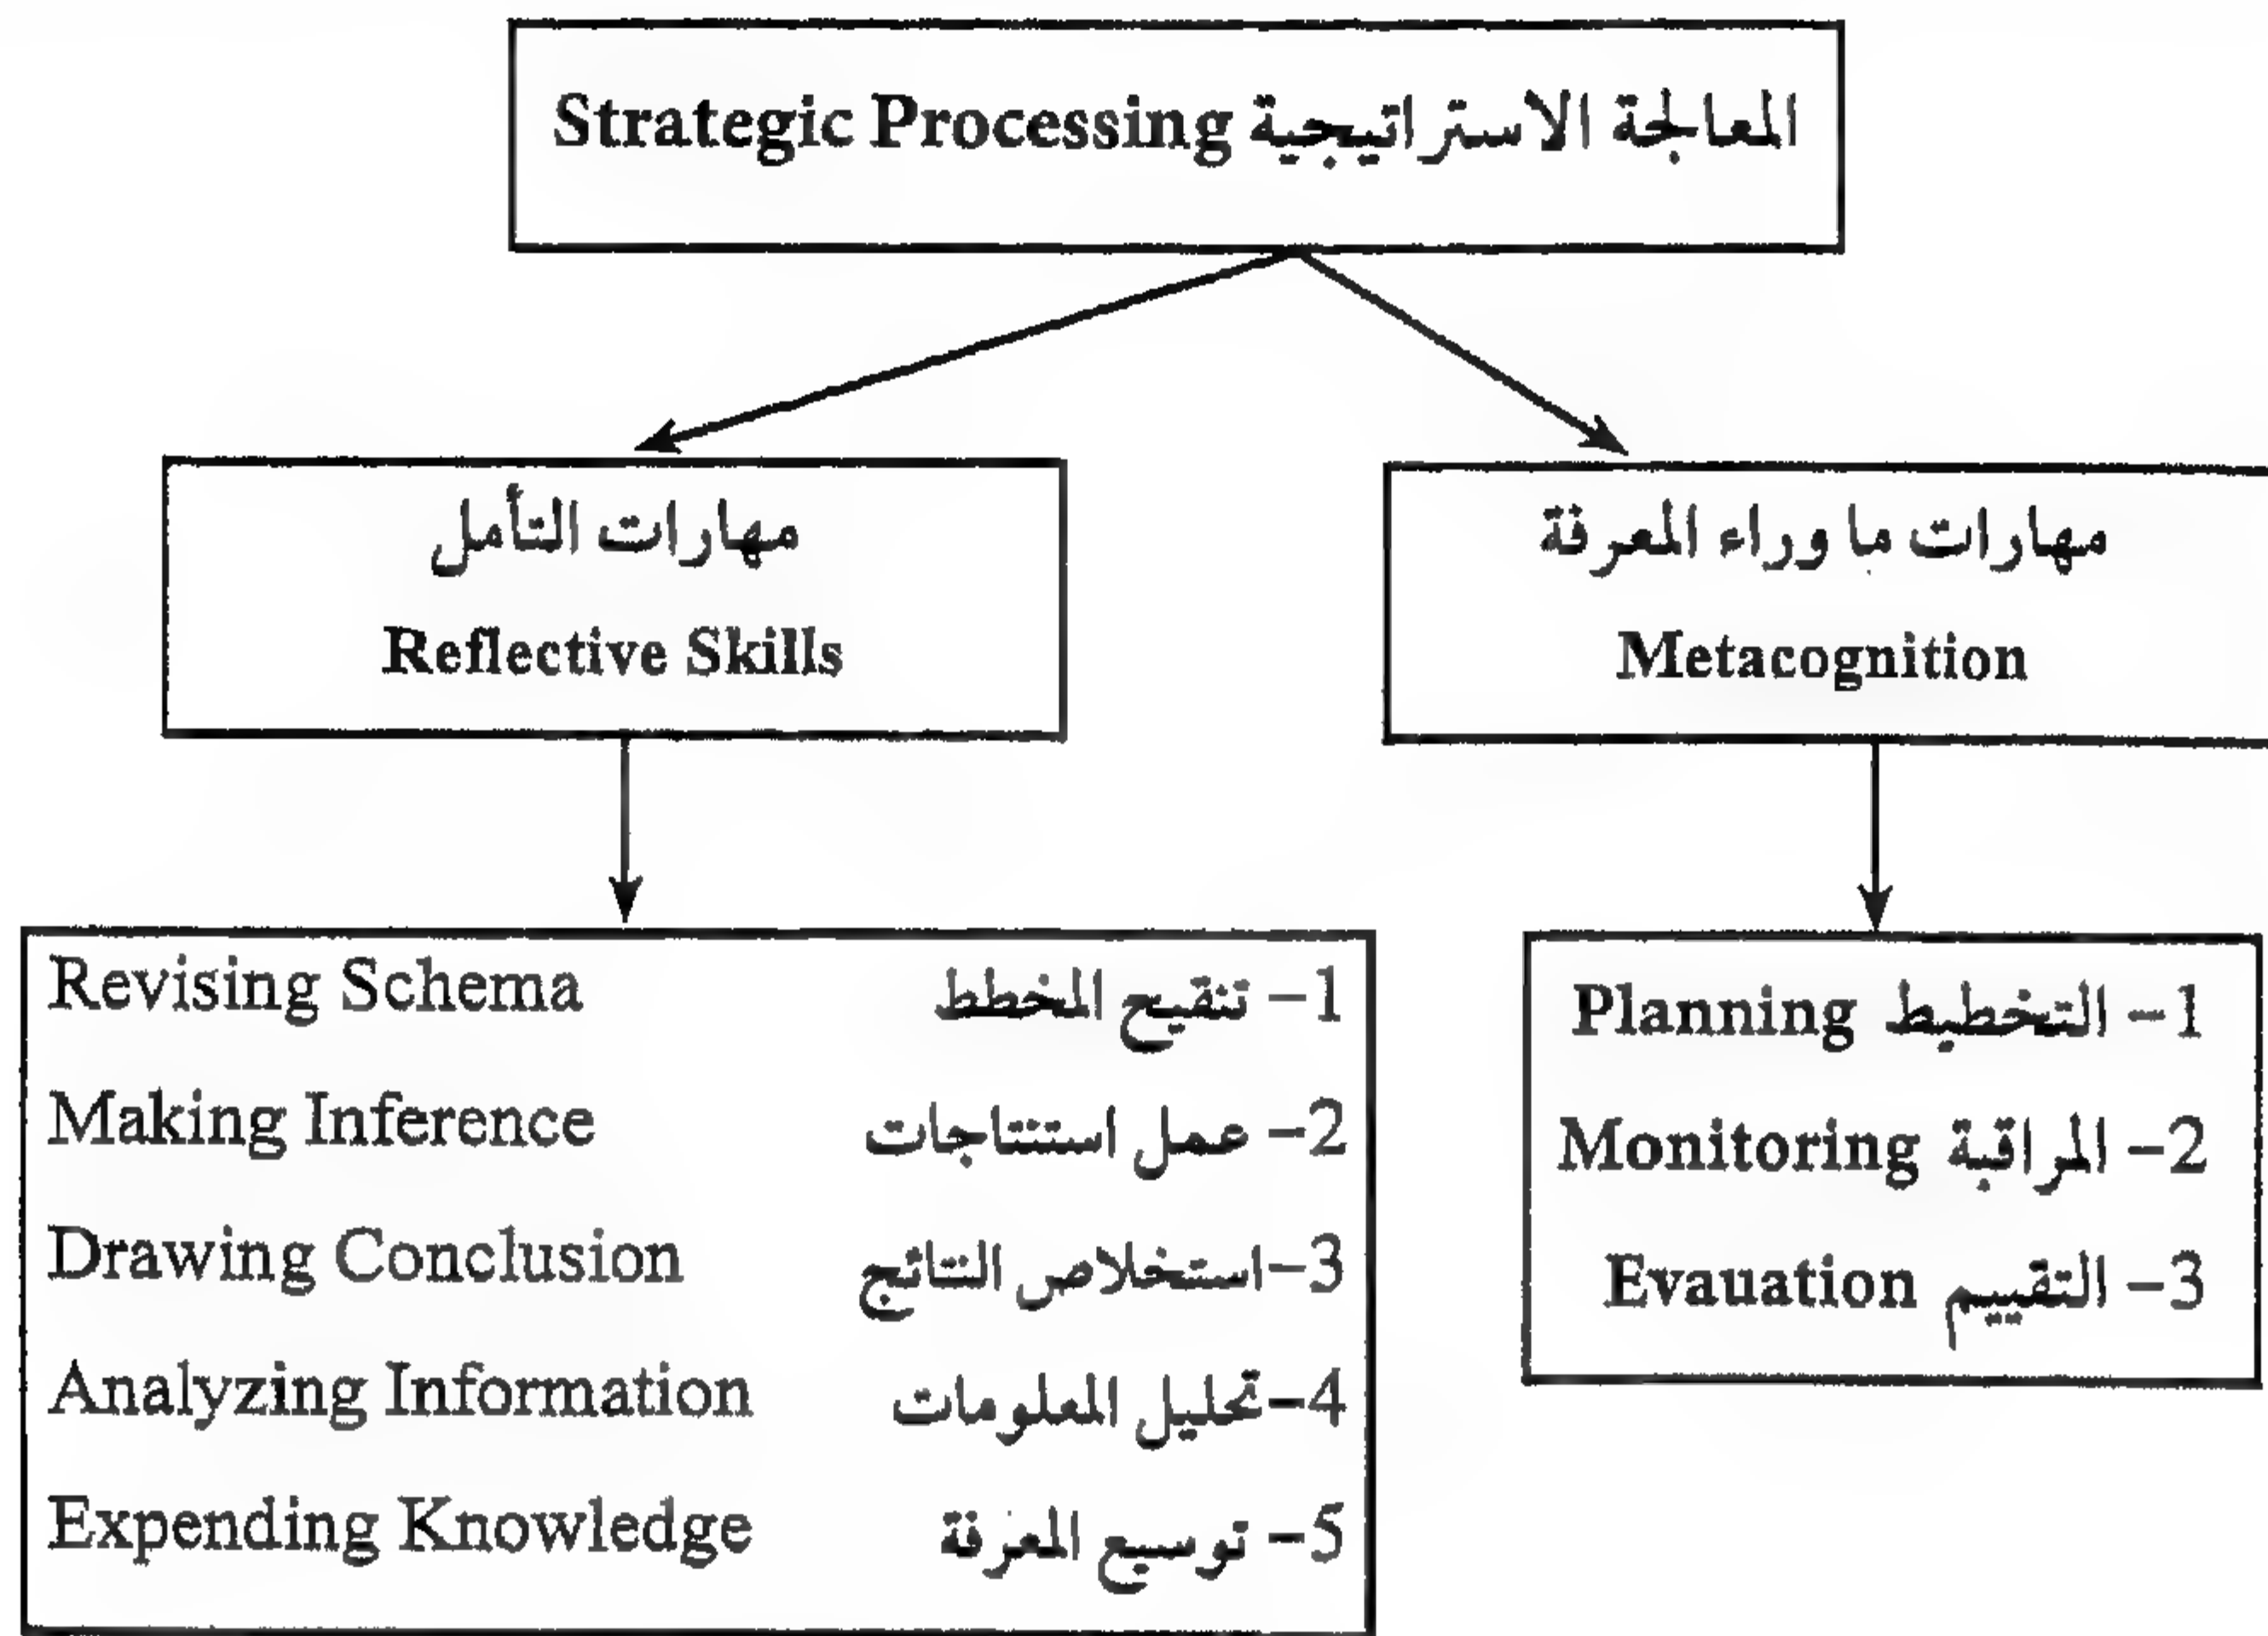 المعالجة الاستراتيجية Strategic Processing
مهارات ما وراء المعرفة
Metacognition
مهارات التأمل
Reflective Skills
1- التخطيط Planning
2- المراقبة Monitoring
3- التقييم Evauation
1- تنقيح المخطط Revising Schema
2- عمل استنتاجات Making Inference
3-استخلاص النتائج Drawing Conclusion
4-تحليل المعلومات Analyzing Information
5- توسيع المعرفة Expending Knowledge